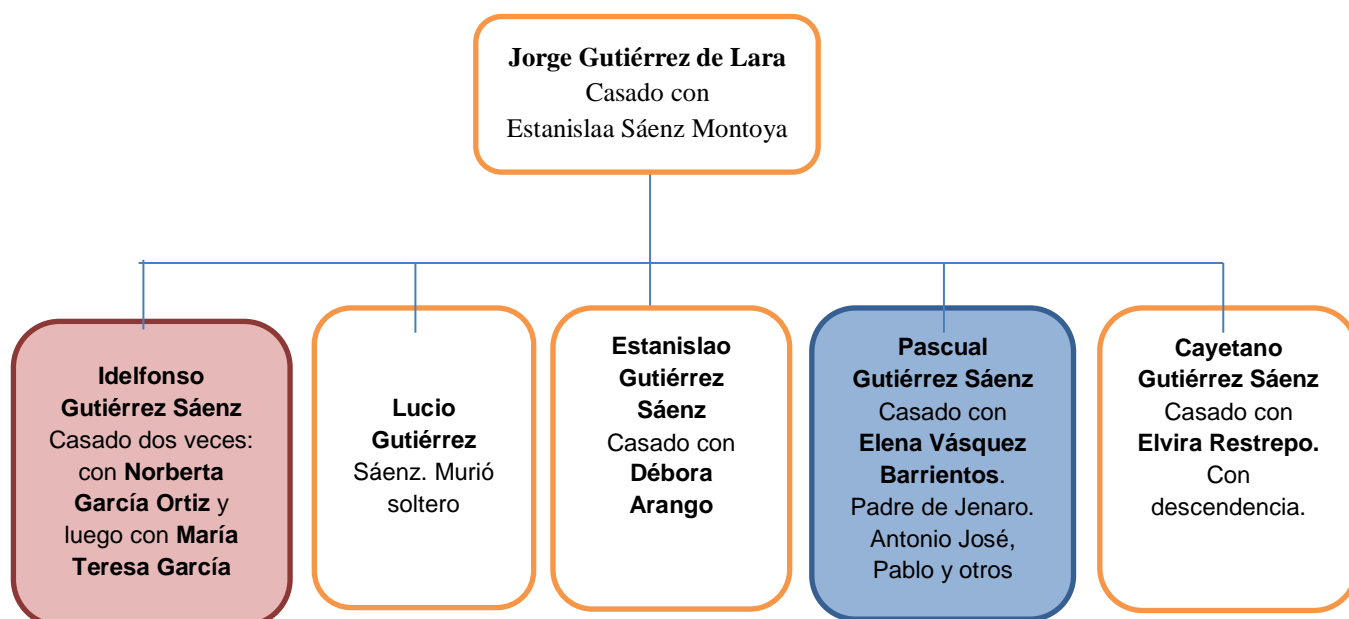 Jorge Gutiérrez de Lara
Casado con
Estanislaa Sáenz Montoya
Idelfonso
Gutiérrez Sáenz
Casado dos veces:
con Norberta
García Ortiz y
luego con María
Teresa García
Lucio
Gutiérrez
Sáenz. Murió
soltero
Estanislao
Gutiérrez
Sáenz
Casado con
Débora
Arango
Pascual
Gutiérrez Sáenz
Casado con
Elena Vásquez
Barrientos.
Padre de Jenaro.
Antonio José,
Pablo y otros
Cayetano
Gutiérrez Sáenz
Casado con
Elvira Restrepo.
Con
descendencia.